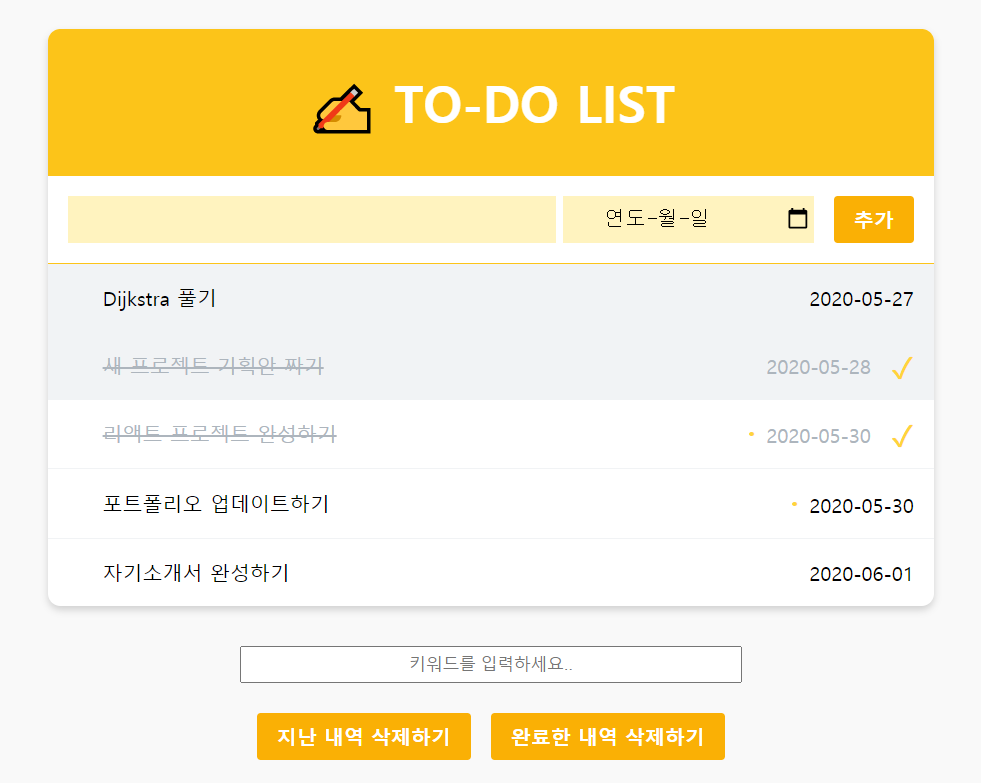 TO-DO LIST
연도-월-일 추가
Dijkstra 풀기 2020-05-27
새 프로젝트 기획안 짜기 2020-05-28
리액트 프로젝트 완성하기 2020-05-30
포트폴리오 업데이트하기 2020-05-30
자기소개서 완성하기 2020-06-01
키워드를 입력하세요..
지난 내역 삭제하기 완료한 내역 삭제하기